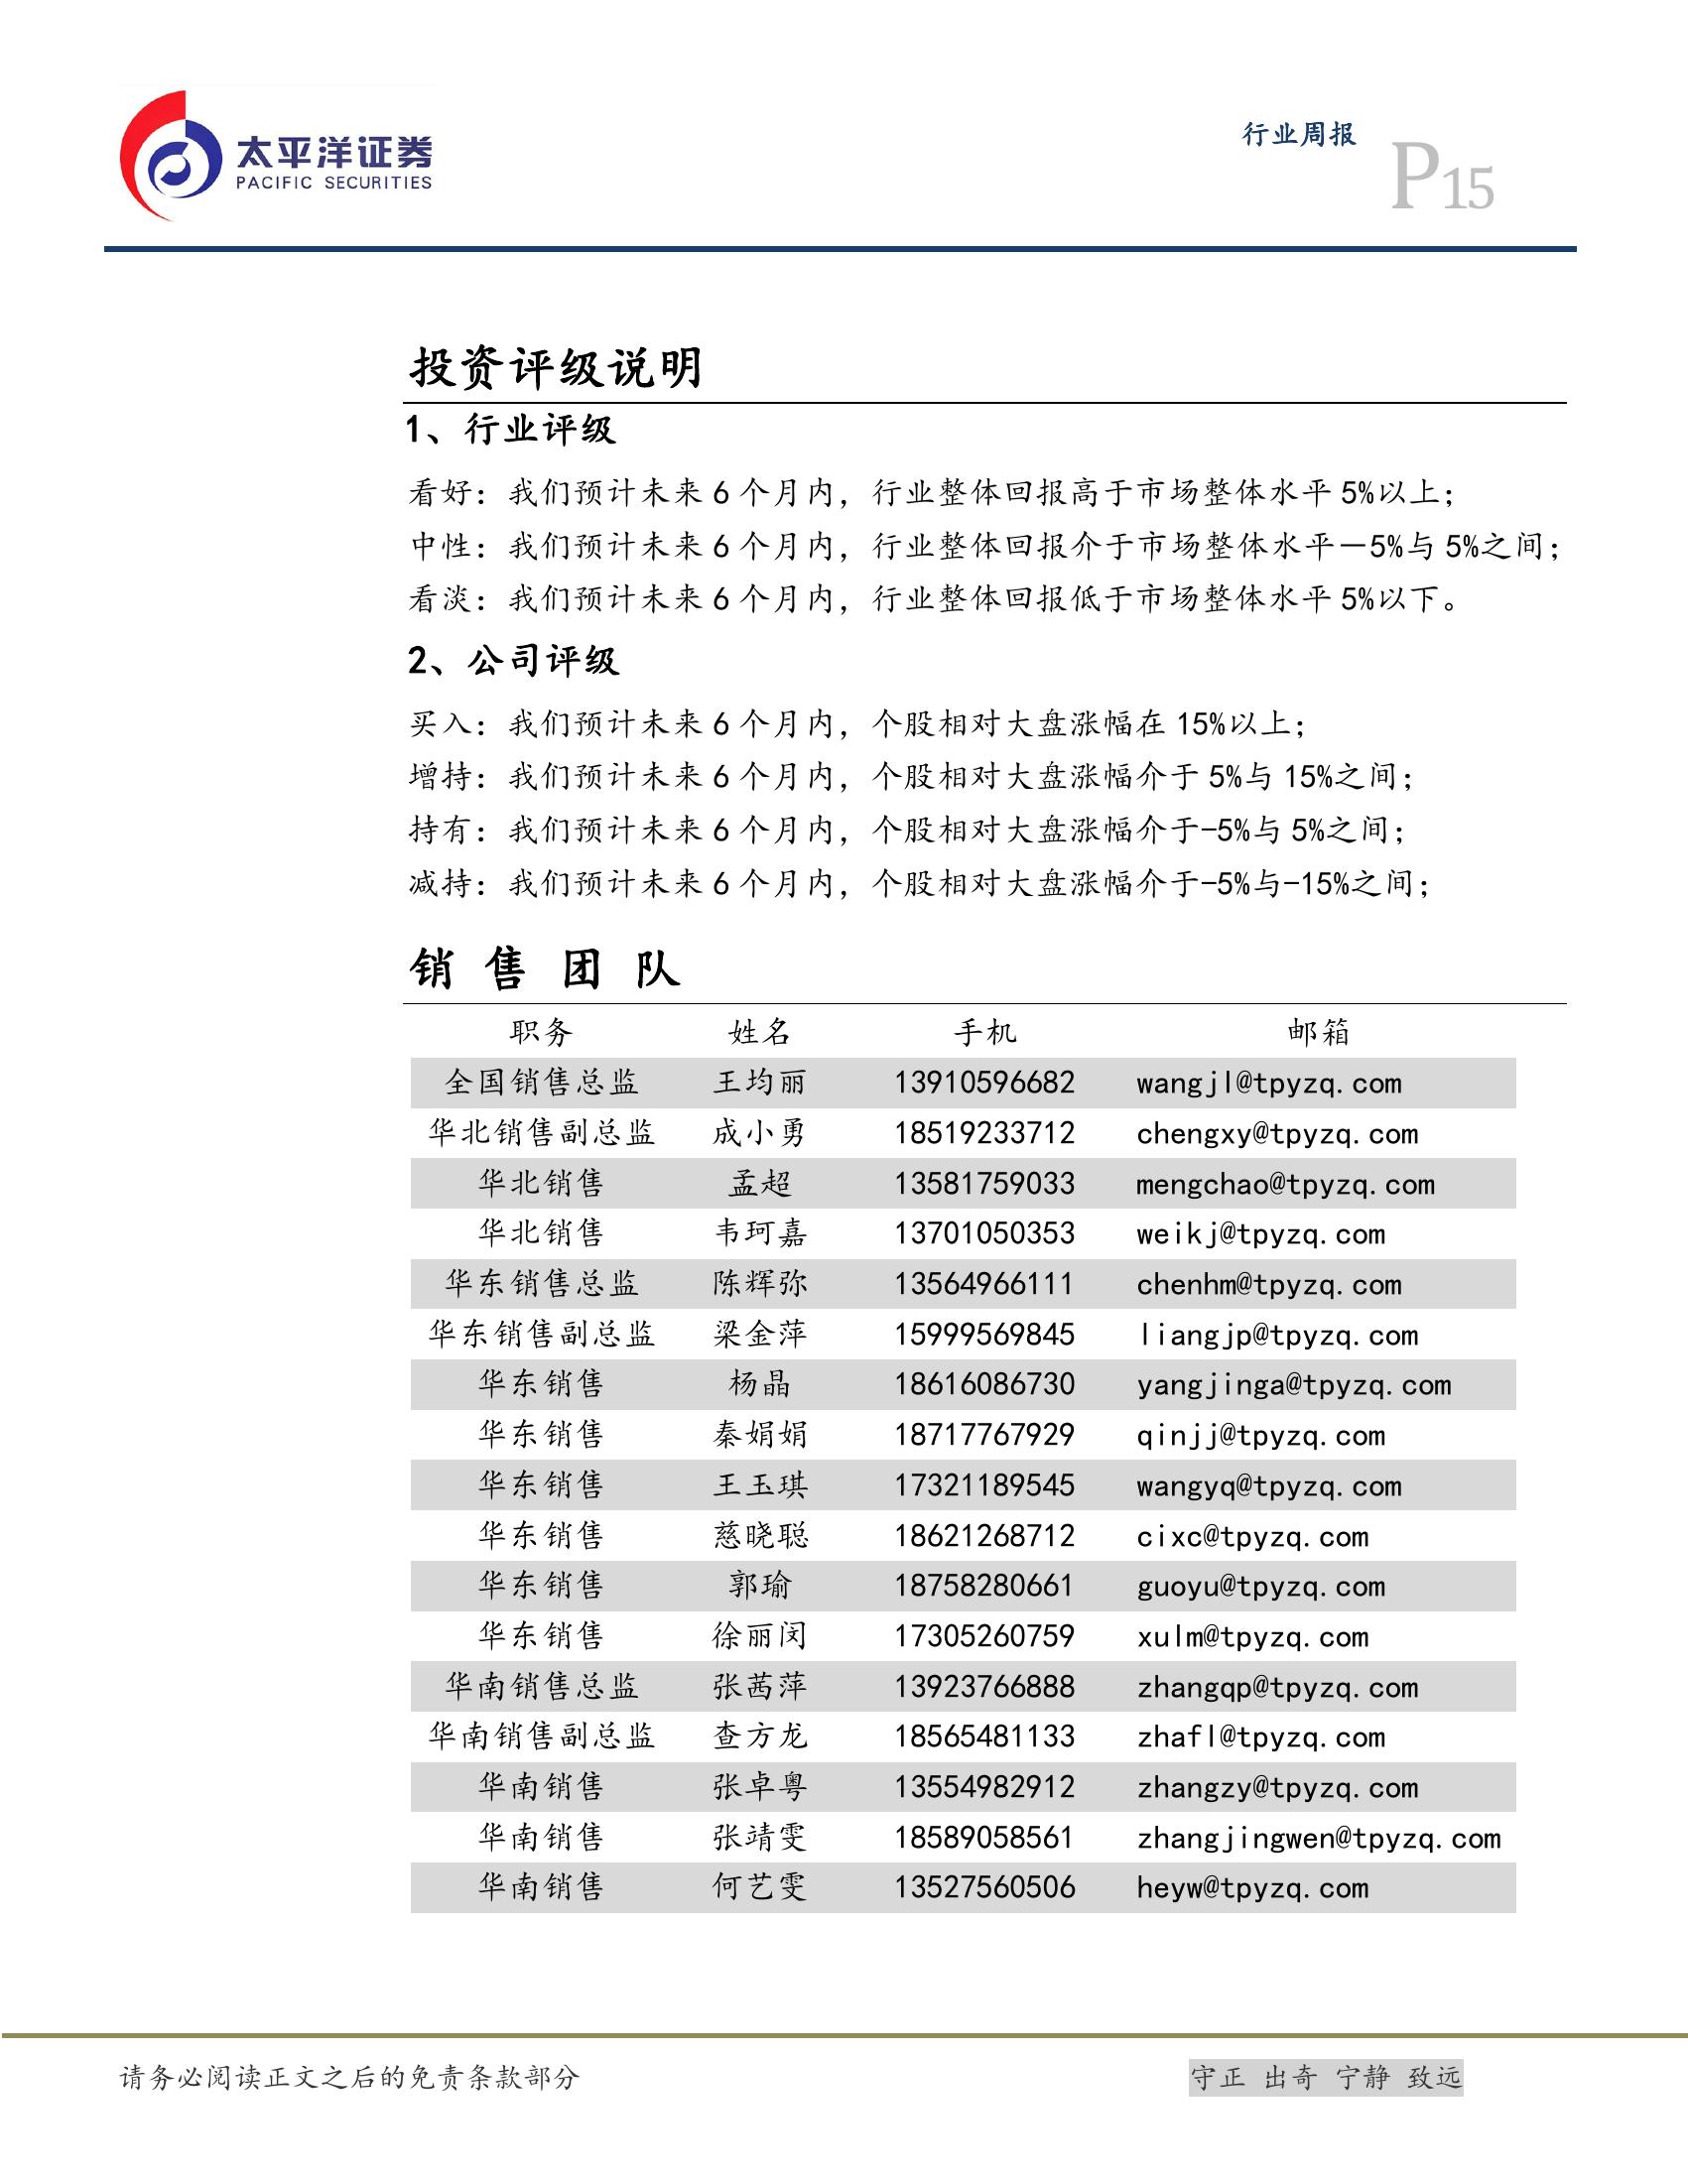 太平洋证券
PACIFIC SECURITIES
行业周报
P15
投资评级说明
1、行业评级
看好：我们预计未来 6 个月内，行业整体回报高于市场整体水平 5%以上；
中性：我们预计未来 6 个月内，行业整体回报介于市场整体水平－5%与 5%之间；
看淡：我们预计未来 6 个月内，行业整体回报低于市场整体水平 5%以下。
2、公司评级
买入：我们预计未来 6 个月内，个股相对大盘涨幅在 15%以上；
增持：我们预计未来 6 个月内，个股相对大盘涨幅介于 5%与 15%之间；
持有：我们预计未来 6 个月内，个股相对大盘涨幅介于-5%与 5%之间；
减持：我们预计未来 6 个月内，个股相对大盘涨幅介于-5%与-15%之间；
销 售 团 队
职务 姓名 手机 邮箱
全国销售总监 王均丽 13910596682 wangjl@tpyzq.com
华北销售副总监 成小勇 18519233712 chengxy@tpyzq.com
华北销售 孟超 13581759033 mengchao@tpyzq.com
华北销售 韦珂嘉 13701050353 weikj@tpyzq.com
华东销售总监 陈辉弥 13564966111 chenhm@tpyzq.com
华东销售副总监 梁金萍 15999569845 liangjp@tpyzq.com
华东销售 杨晶 18616086730 yangjinga@tpyzq.com
华东销售 秦娟娟 18717767929 qinjj@tpyzq.com
华东销售 王玉琪 17321189545 wangyq@tpyzq.com
华东销售 慈晓聪 18621268712 cixc@tpyzq.com
华东销售 郭瑜 18758280661 guoyu@tpyzq.com
华东销售 徐丽闵 17305260759 xulm@tpyzq.com
华南销售总监 张茜萍 13923766888 zhangqp@tpyzq.com
华南销售副总监 查方龙 18565481133 zhafl@tpyzq.com
华南销售 张卓粤 13554982912 zhangzy@tpyzq.com
华南销售 张靖雯 18589058561 zhangjingwen@tpyzq.com
华南销售 何艺雯 13527560506 heyw@tpyzq.com
请务必阅读正文之后的免责条款部分
守正 出奇 宁静 致远